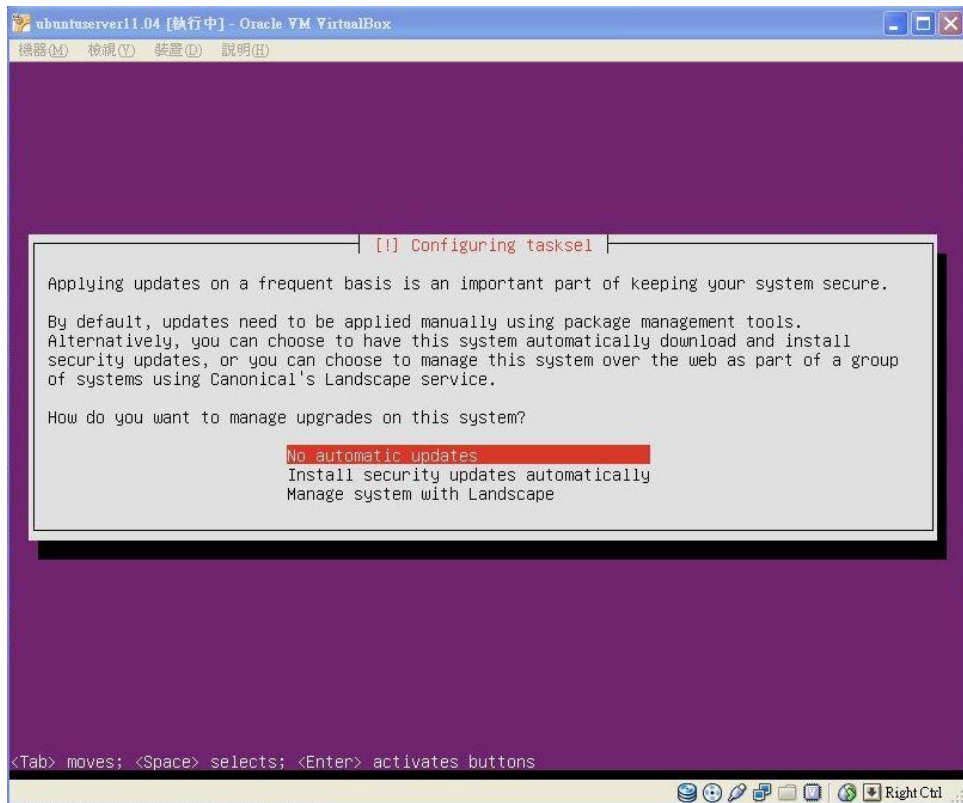 ubuntuserver11.04 [執行中] - Oracle VM VirtualBox
機器(M) 檢視(V) 裝置(D) 說明(H)
[!] Configuring tasksel
Applying updates on a frequent basis is an important part of keeping your system secure.
By default, updates need to be applied manually using package management tools.
Alternatively, you can choose to have this system automatically download and install
security updates, or you can choose to manage this system over the web as part of a group
of systems using Canonical's Landscape service.
How do you want to manage upgrades on this system?
No automatic updates
Install security updates automatically
Manage system with Landscape
<Tab> moves; <Space> selects; <Enter> activates buttons
Right Ctrl